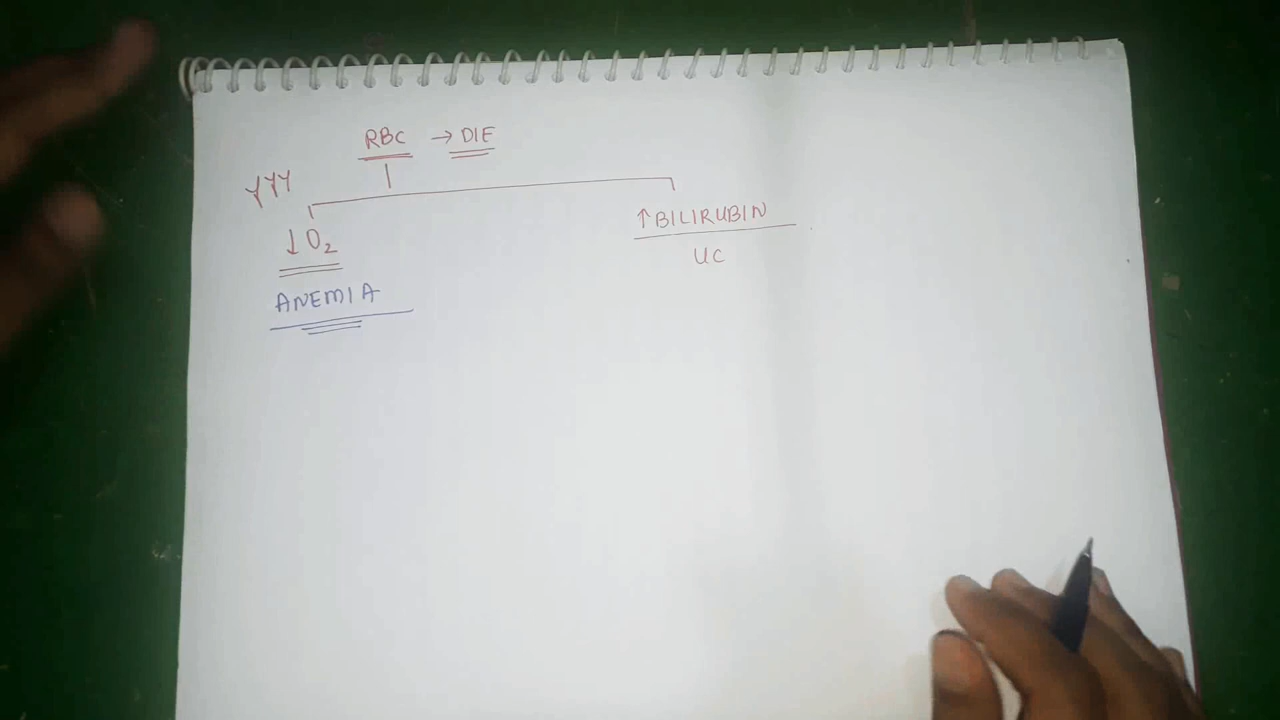 RBC → DIE
YYY
↓ O₂
ANEMIA
↑ BILIRUBIN
UC